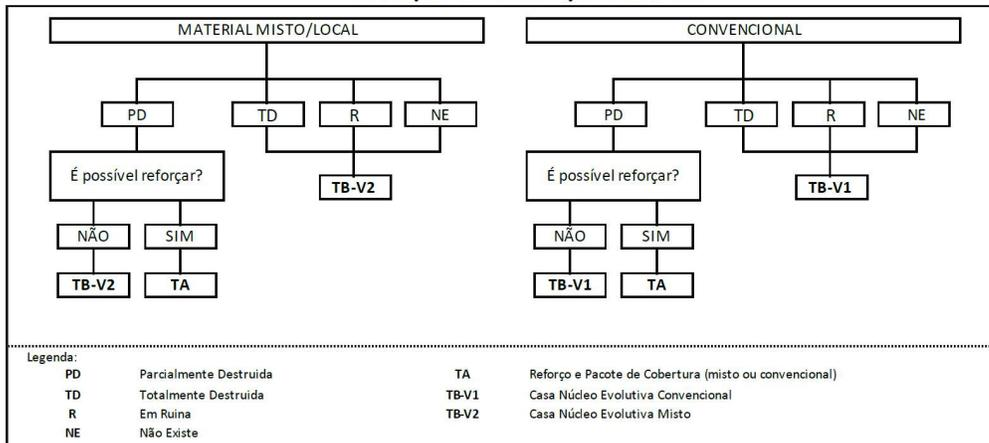 MATERIAL MISTO/LOCAL
PD TD R NE
É possível reforçar?
TB-V2
NÃO SIM
TB-V2 TA
CONVENCIONAL
PD TD R NE
É possível reforçar?
TB-V1
NÃO SIM
TB-V1 TA
Legenda:
PD Parcialmente Destruida
TD Totalmente Destruida
R Em Ruina
NE Não Existe
TA Reforço e Pacote de Cobertura (misto ou convencional)
TB-V1 Casa Núcleo Evolutiva Convencional
TB-V2 Casa Núcleo Evolutiva Misto